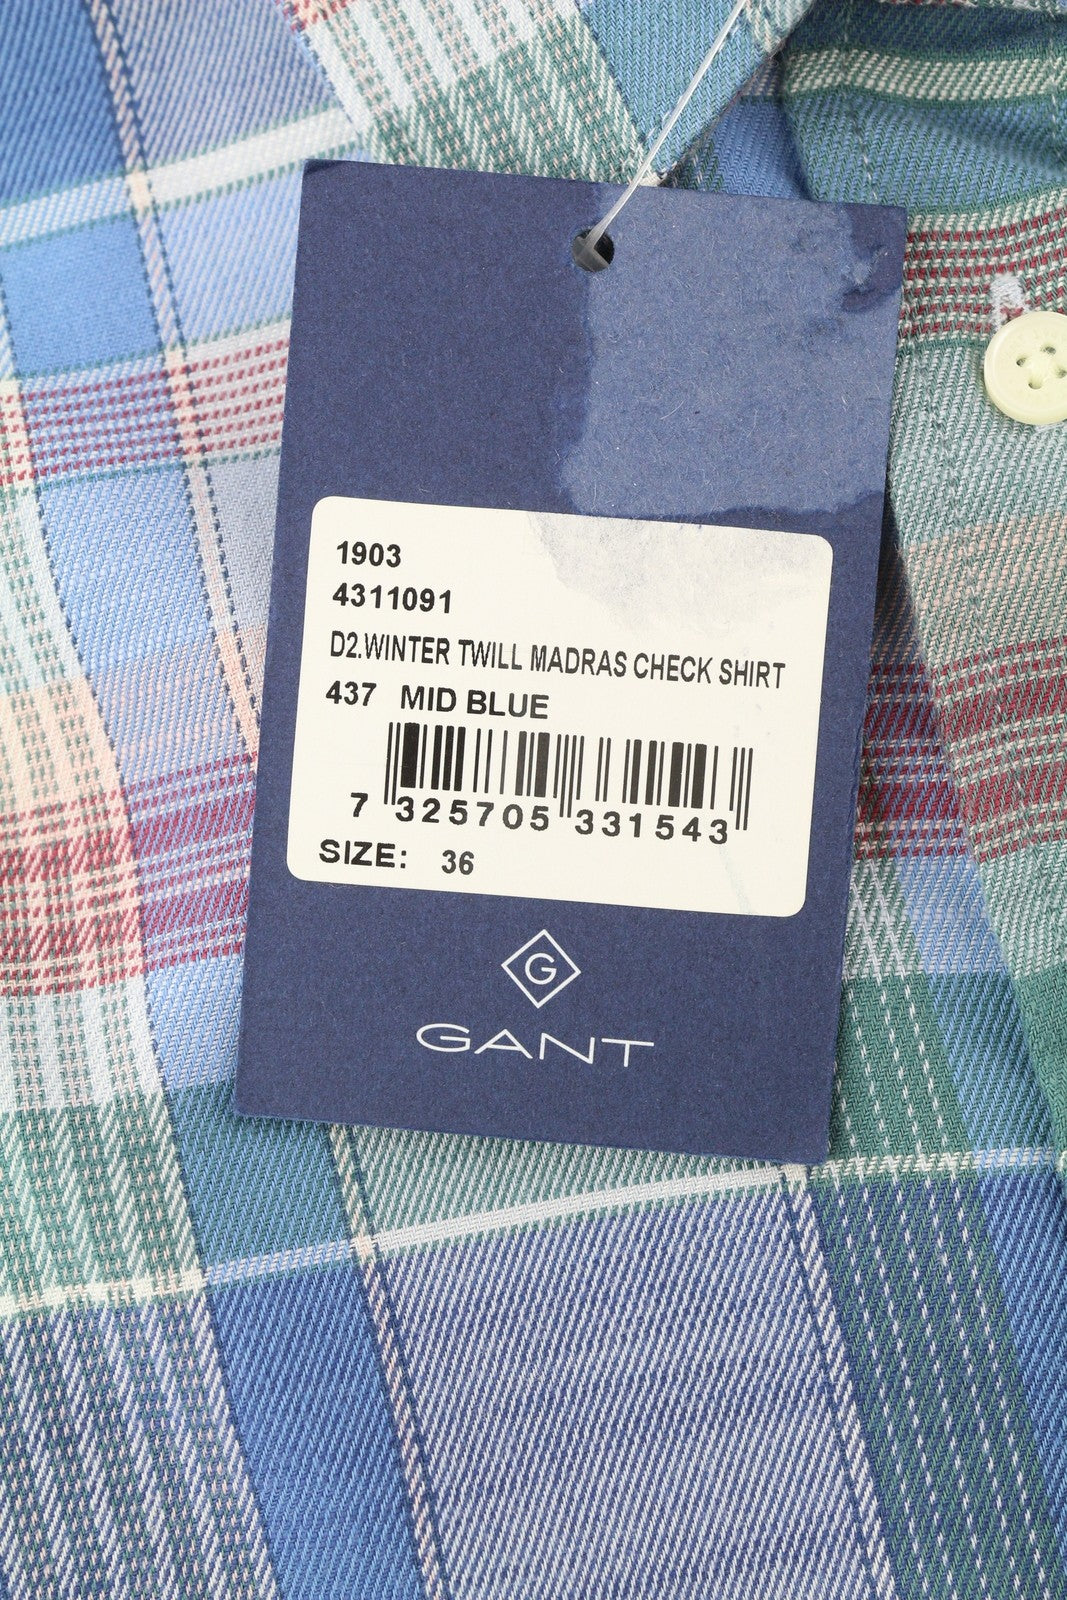 1903
4311091
D2.WINTER TWILL MADRAS CHECK SHIRT
437 MID BLUE
7 325705 331543
SIZE: 36
G
GANT